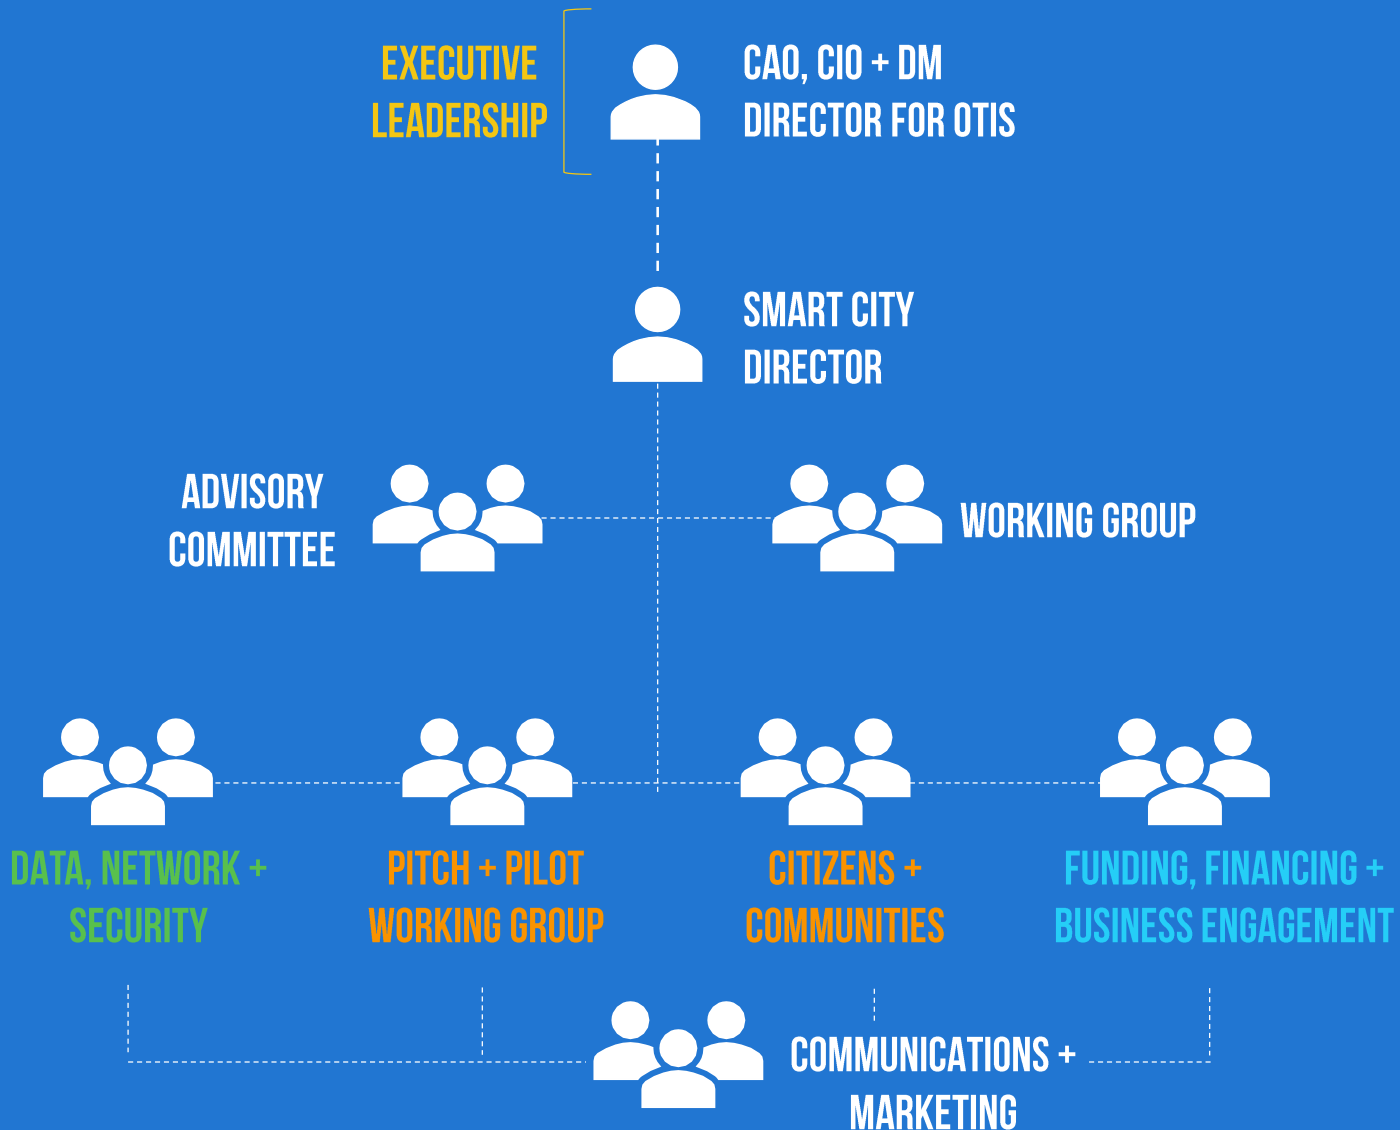 EXECUTIVE
LEADERSHIP
CAO, CIO + DM
DIRECTOR FOR OTIS
SMART CITY
DIRECTOR
ADVISORY
COMMITTEE
WORKING GROUP
DATA, NETWORK +
SECURITY
PITCH + PILOT
WORKING GROUP
CITIZENS +
COMMUNITIES
FUNDING, FINANCING +
BUSINESS ENGAGEMENT
COMMUNICATIONS +
MARKETING